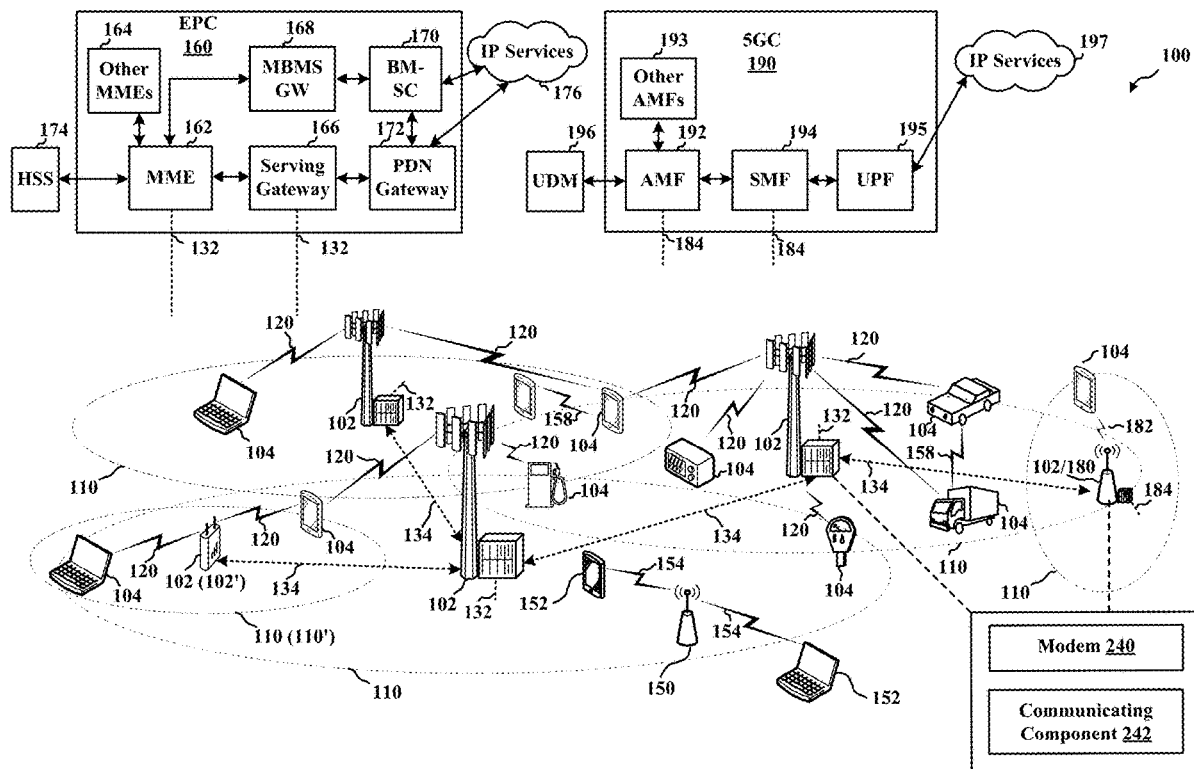 EPC
160
164
Other
MMEs
168
MBMS
GW
170
BM-
SC
IP Services
176
174
HSS
162
MME
166
Serving
Gateway
172
PDN
Gateway
132
132
5GC
190
193
Other
AMFs
IP Services
197
100
196
UDM
192
AMF
194
SMF
195
UPF
184
184
120
120
120
104
104
158
102
132
104
120
120
102
132
120
104
182
104
120
120
104
104
158
102/180
184
110
134
102
104
134
104
120
120
104
120
102 (102')
134
134
120
104
110
110
104
110 (110')
102
132
152
154
154
150
152
110
Modem 240
Communicating
Component 242